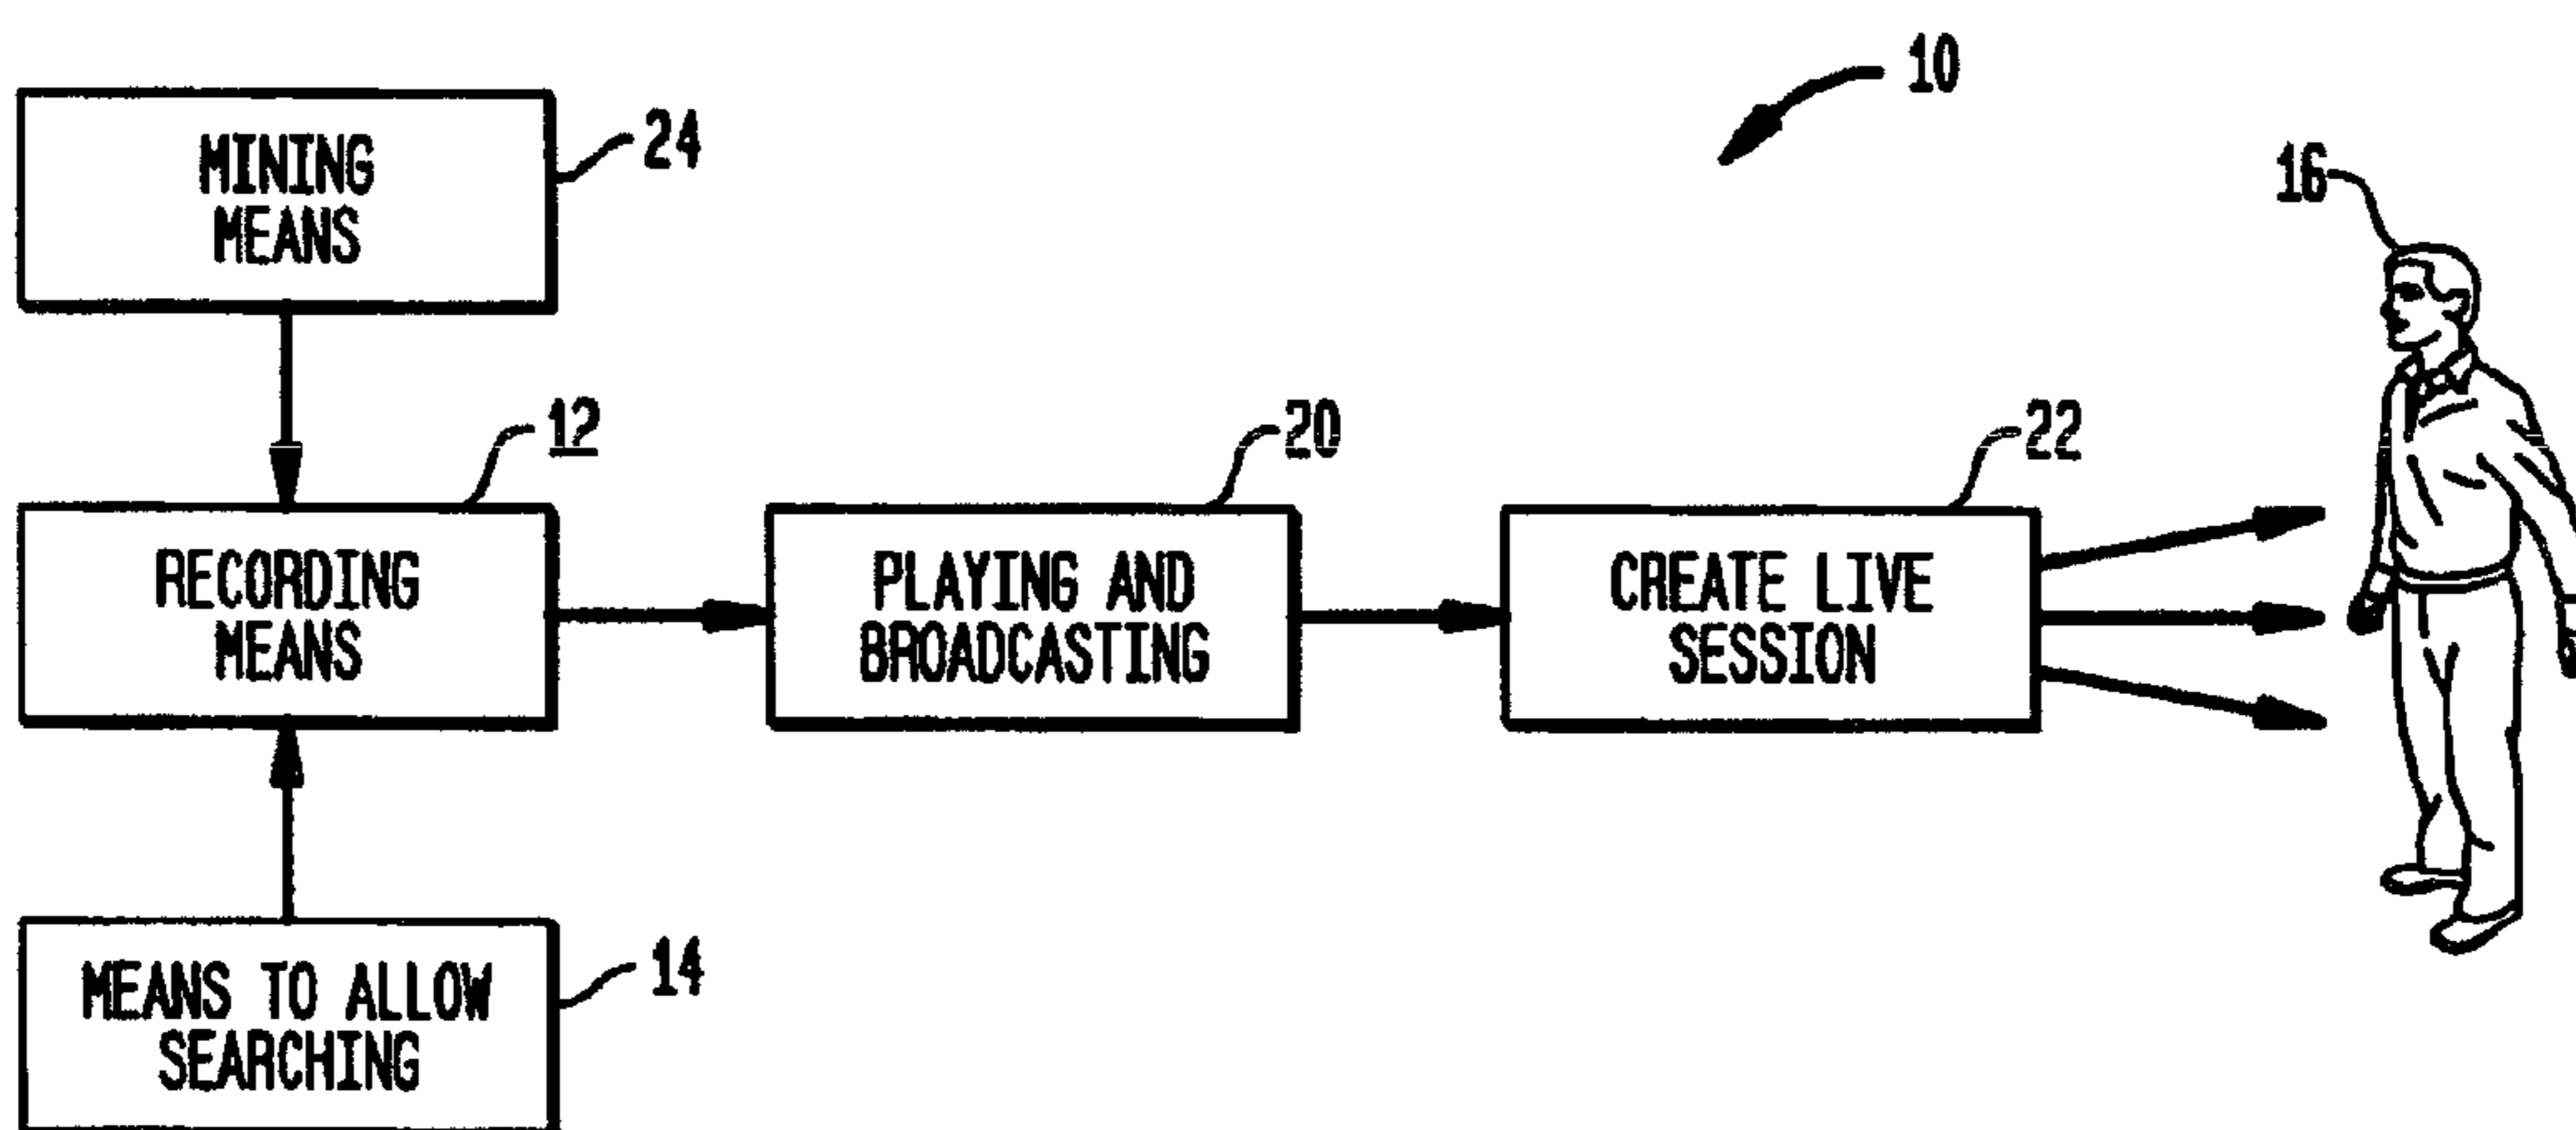 10
MINING
MEANS
24
16
RECORDING
MEANS
12
PLAYING AND
BROADCASTING
20
CREATE LIVE
SESSION
22
MEANS TO ALLOW
SEARCHING
14